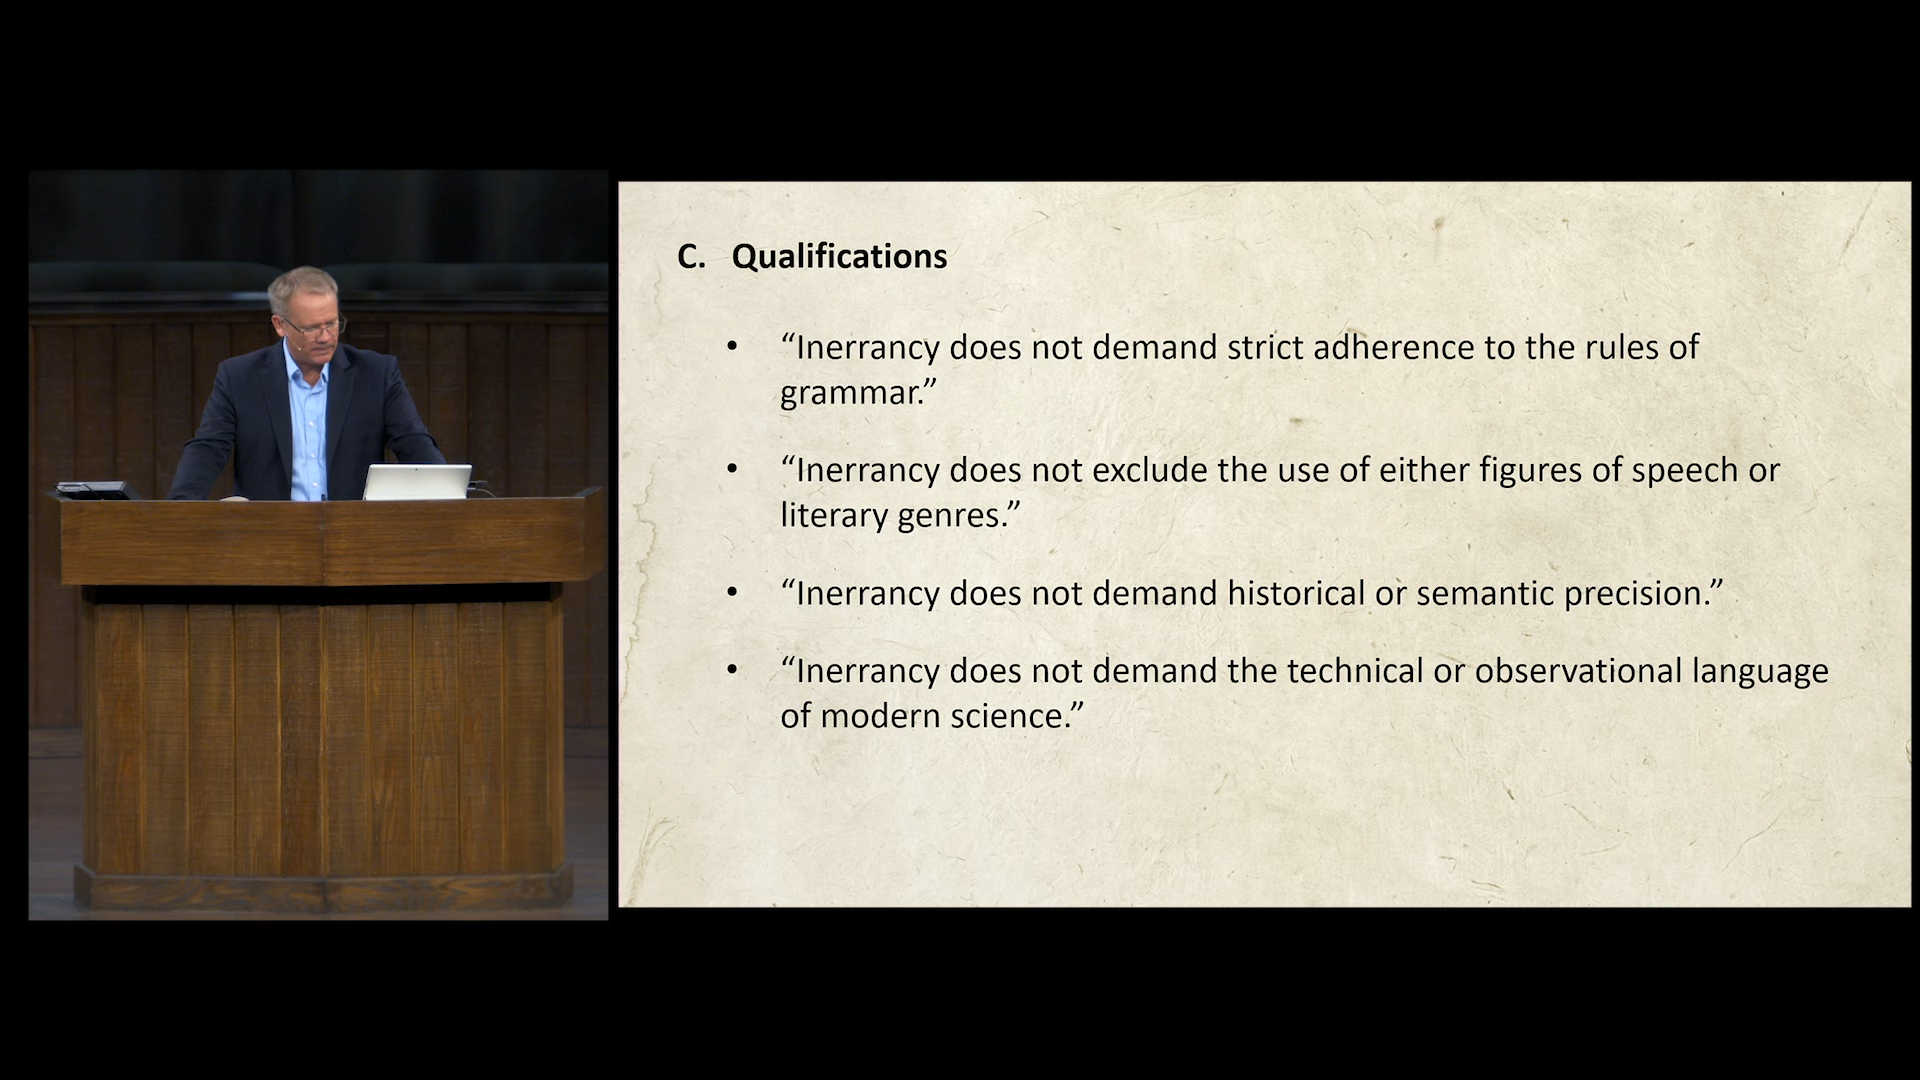 C. Qualifications
• “Inerrancy does not demand strict adherence to the rules of
grammar.”
• “Inerrancy does not exclude the use of either figures of speech or
literary genres.”
• “Inerrancy does not demand historical or semantic precision.”
• “Inerrancy does not demand the technical or observational language
of modern science.”